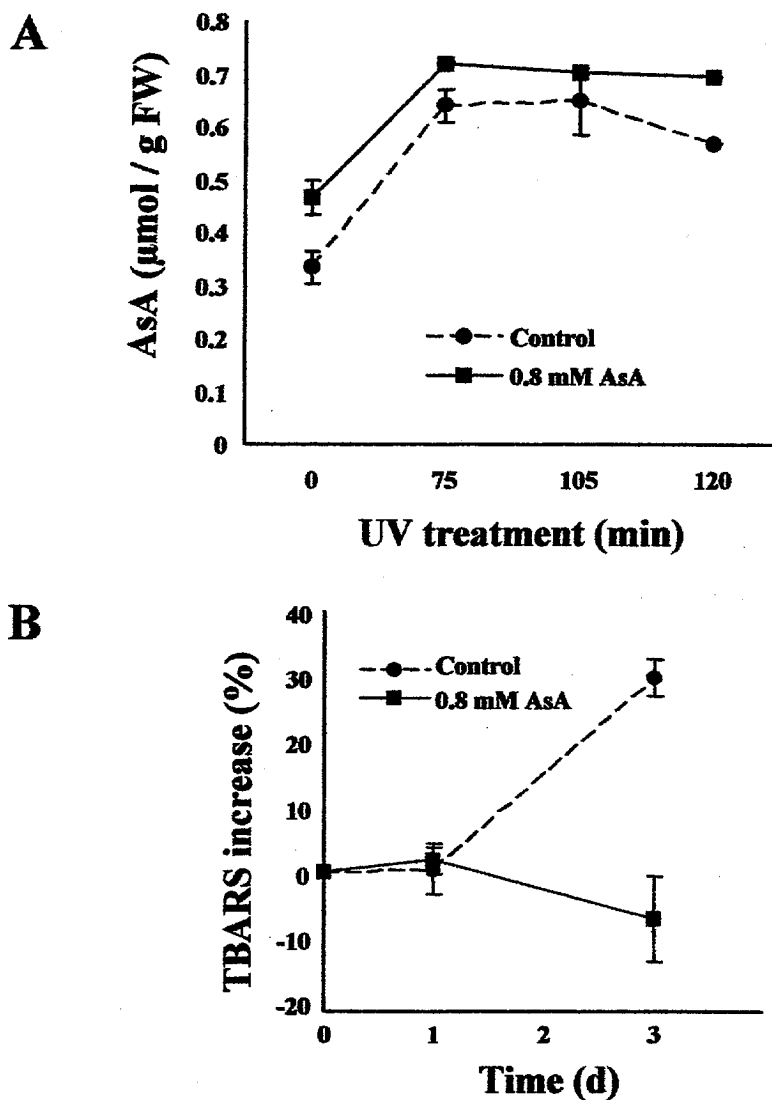 A
AsA (µmol / g FW)
0.8
0.7
0.6
0.5
0.4
0.3
0.2
0.1
0
Control
0.8 mM AsA
0 75 105 120
UV treatment (min)
B
TBARS increase (%)
40
30
20
10
0
-10
-20
Control
0.8 mM AsA
0 1 2 3
Time (d)